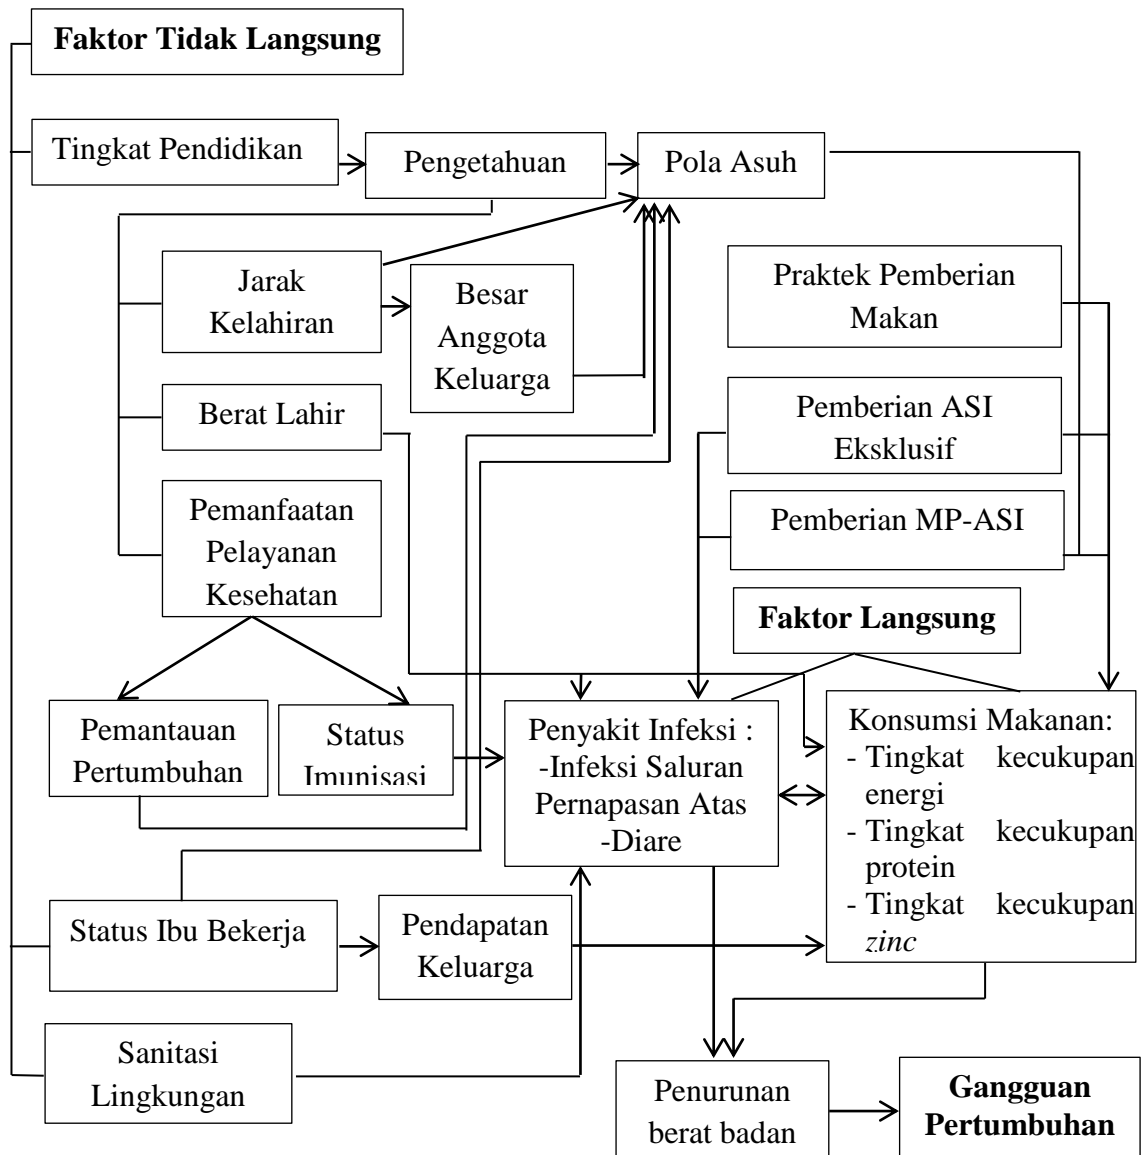 Faktor Tidak Langsung
Tingkat Pendidikan
Pengetahuan
Pola Asuh
Jarak
Kelahiran
Besar
Anggota
Keluarga
Praktek Pemberian
Makan
Berat Lahir
Pemberian ASI
Eksklusif
Pemanfaatan
Pelayanan
Kesehatan
Pemberian MP-ASI
Faktor Langsung
Pemantauan
Pertumbuhan
Status
Imunisasi
Penyakit Infeksi :
-Infeksi Saluran
Pernapasan Atas
-Diare
Konsumsi Makanan:
- Tingkat kecukupan
energi
- Tingkat kecukupan
protein
- Tingkat kecukupan
zinc
Status Ibu Bekerja
Pendapatan
Keluarga
Sanitasi
Lingkungan
Penurunan
berat badan
Gangguan
Pertumbuhan